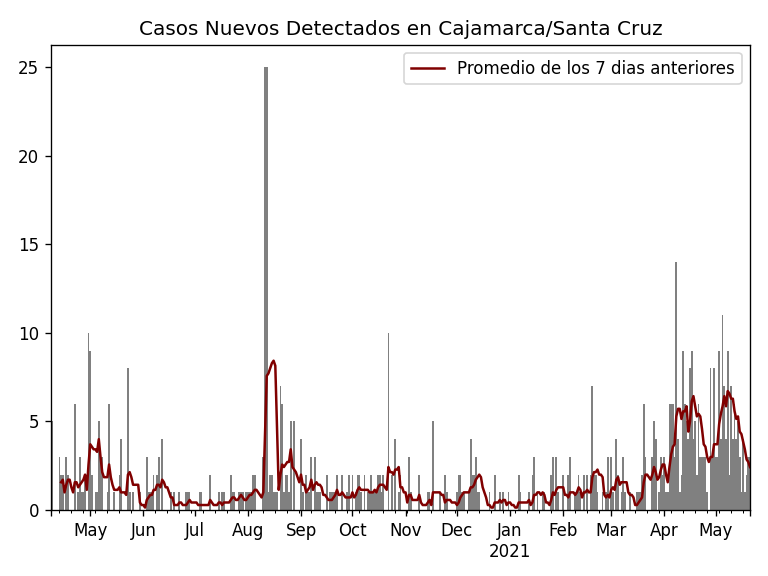 Casos Nuevos Detectados en Cajamarca/Santa Cruz
Promedio de los 7 dias anteriores
25
20
15
10
5
0
May Jun Jul Aug Sep Oct Nov Dec Jan Feb Mar Apr May
2021